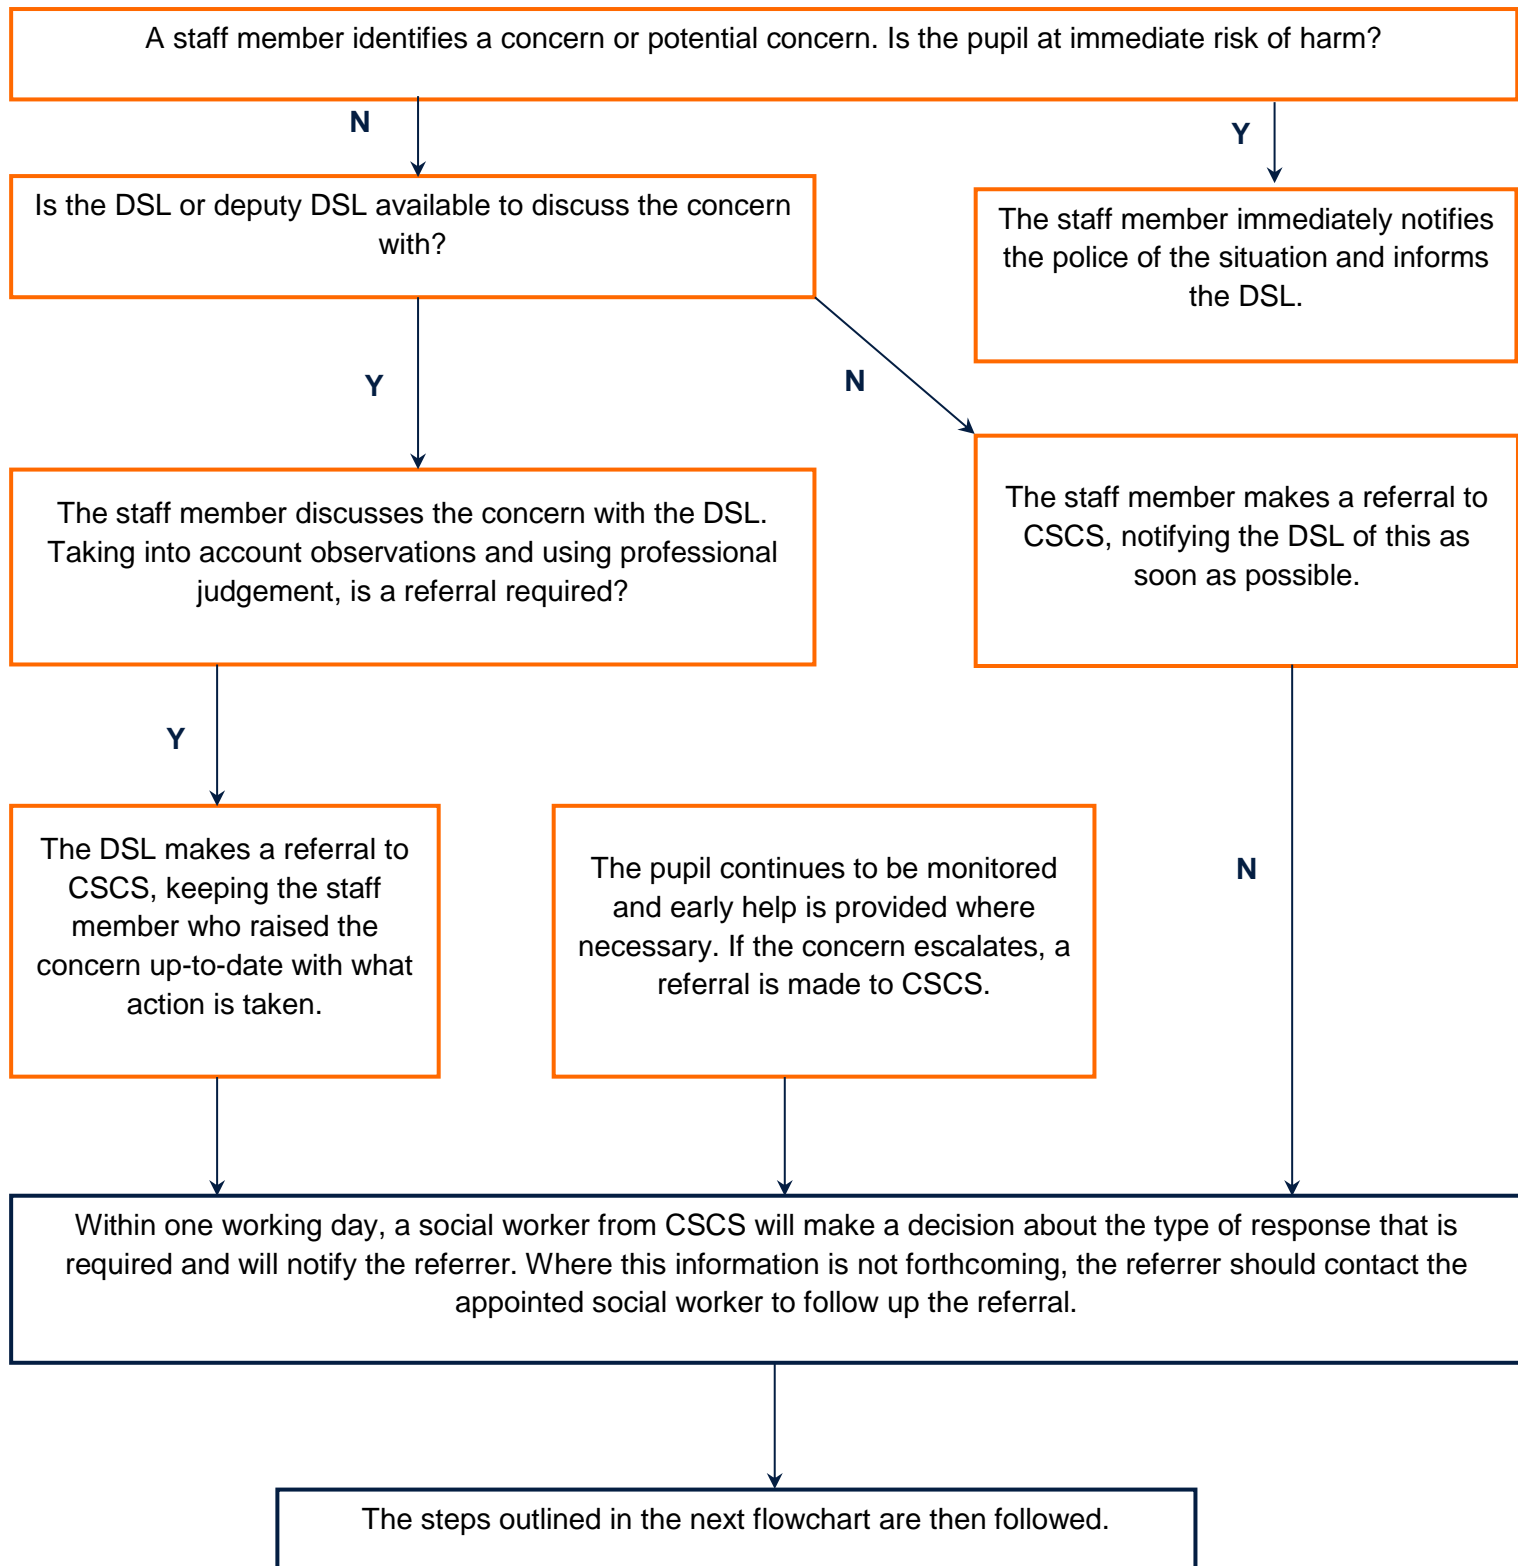 A staff member identifies a concern or potential concern. Is the pupil at immediate risk of harm?
N
Y
Is the DSL or deputy DSL available to discuss the concern
with?
The staff member immediately notifies
the police of the situation and informs
the DSL.
Y
N
The staff member discusses the concern with the DSL.
Taking into account observations and using professional
judgement, is a referral required?
The staff member makes a referral to
CSCS, notifying the DSL of this as
soon as possible.
Y
The DSL makes a referral to
CSCS, keeping the staff
member who raised the
concern up-to-date with what
action is taken.
The pupil continues to be monitored
and early help is provided where
necessary. If the concern escalates, a
referral is made to CSCS.
N
Within one working day, a social worker from CSCS will make a decision about the type of response that is
required and will notify the referrer. Where this information is not forthcoming, the referrer should contact the
appointed social worker to follow up the referral.
The steps outlined in the next flowchart are then followed.